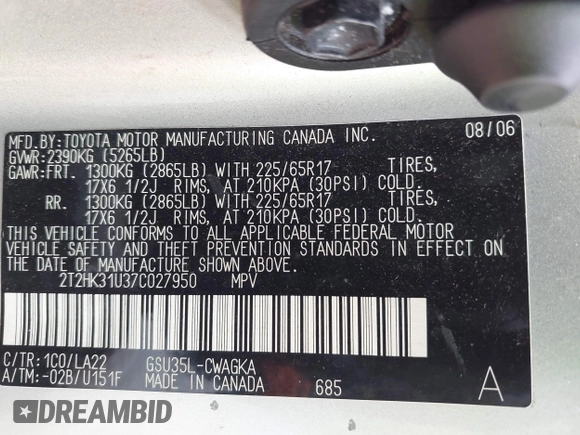 MFD.BY:TOYOTA MOTOR MANUFACTURING CANADA INC. 08/06
GVWR:2390KG (5265LB)
GAWR:FRT. 1300KG (2865LB) WITH 225/65R17 TIRES,
17X6 1/2J RIMS, AT 210KPA (30PSI) COLD.
RR. 1300KG (2865LB) WITH 225/65R17 TIRES,
17X6 1/2J RIMS, AT 210KPA (30PSI) COLD.
THIS VEHICLE CONFORMS TO ALL APPLICABLE FEDERAL MOTOR
VEHICLE SAFETY AND THEFT PREVENTION STANDARDS IN EFFECT ON
THE DATE OF MANUFACTURE SHOWN ABOVE.
2T2HK31U37C027950 MPV
C/TR:1C0/LA22 GSU35L-CWAGKA
A/TM:-02B/U151F MADE IN CANADA 685 A
DREAMBID